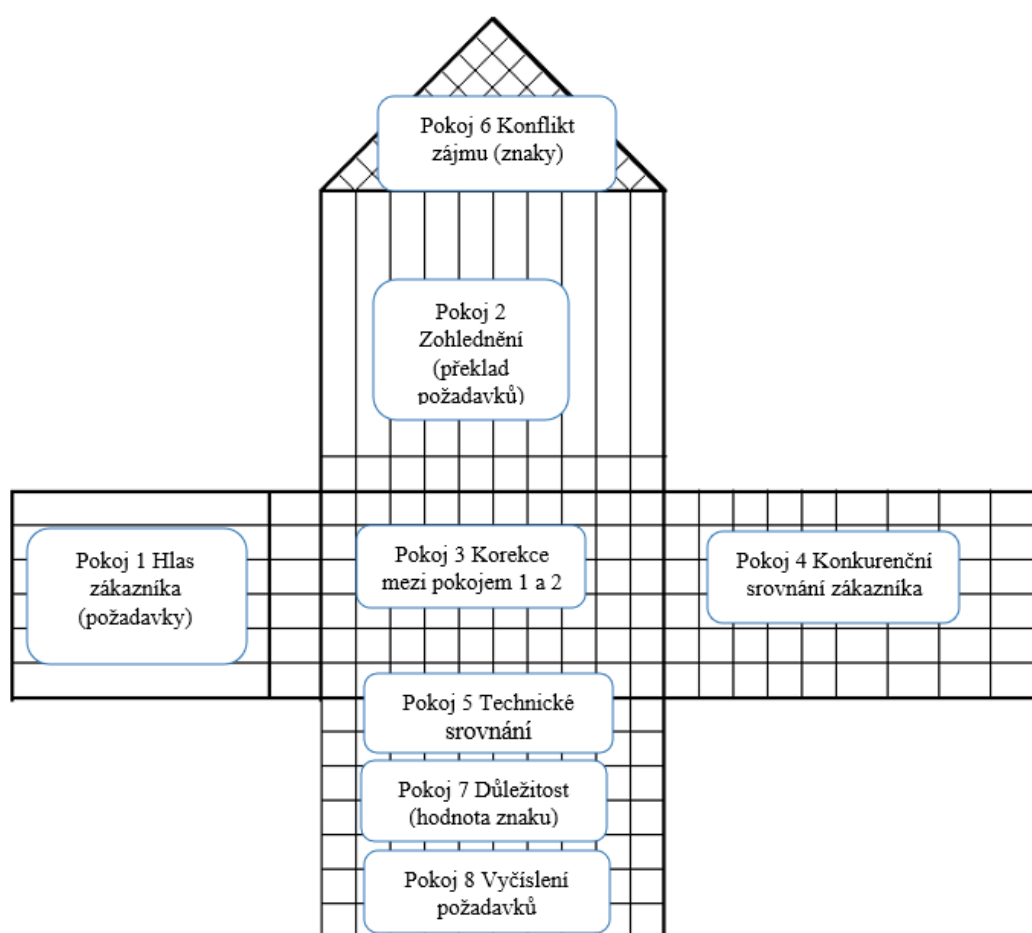 Pokoj 6 Konflikt
zájmu (znaky)
Pokoj 2
Zohlednění
(překlad
požadavků)
Pokoj 1 Hlas
zákazníka
(požadavky)
Pokoj 3 Korekce
mezi pokojem 1 a 2
Pokoj 4 Konkurenční
srovnání zákazníka
Pokoj 5 Technické
srovnání
Pokoj 7 Důležitost
(hodnota znaku)
Pokoj 8 Vyčíslení
požadavků